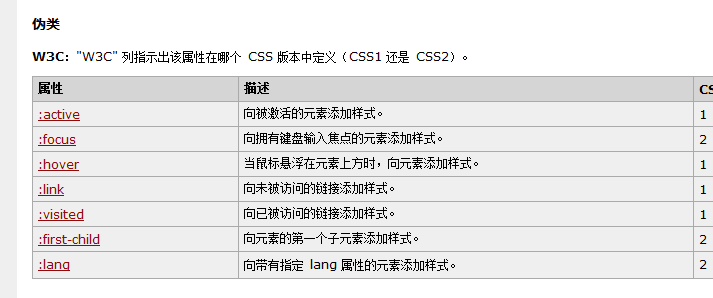 伪类
W3C："W3C" 列指示出该属性在哪个 CSS 版本中定义（CSS1 还是 CSS2）。
属性 描述 CS
:active 向被激活的元素添加样式。 1
:focus 向拥有键盘输入焦点的元素添加样式。 2
:hover 当鼠标悬浮在元素上方时，向元素添加样式。 1
:link 向未被访问的链接添加样式。 1
:visited 向已被访问的链接添加样式。 1
:first-child 向元素的第一个子元素添加样式。 2
:lang 向带有指定 lang 属性的元素添加样式。 2